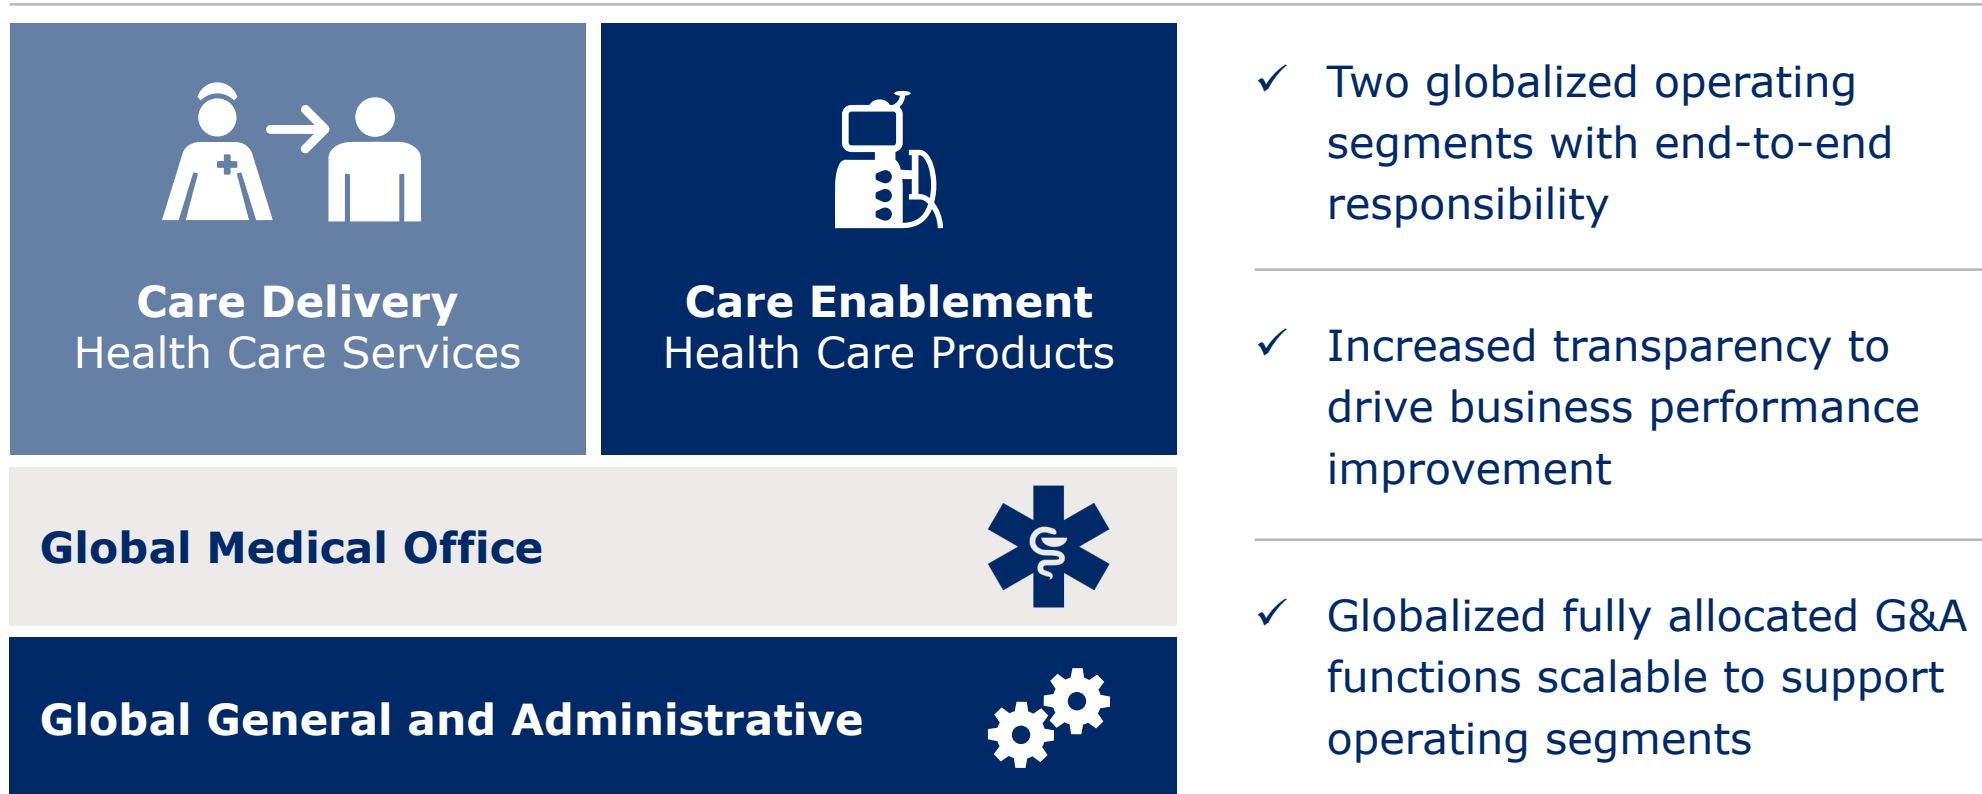 Care Delivery
Health Care Services
Care Enablement
Health Care Products
Global Medical Office
Global General and Administrative
✓ Two globalized operating
segments with end-to-end
responsibility
✓ Increased transparency to
drive business performance
improvement
✓ Globalized fully allocated G&A
functions scalable to support
operating segments